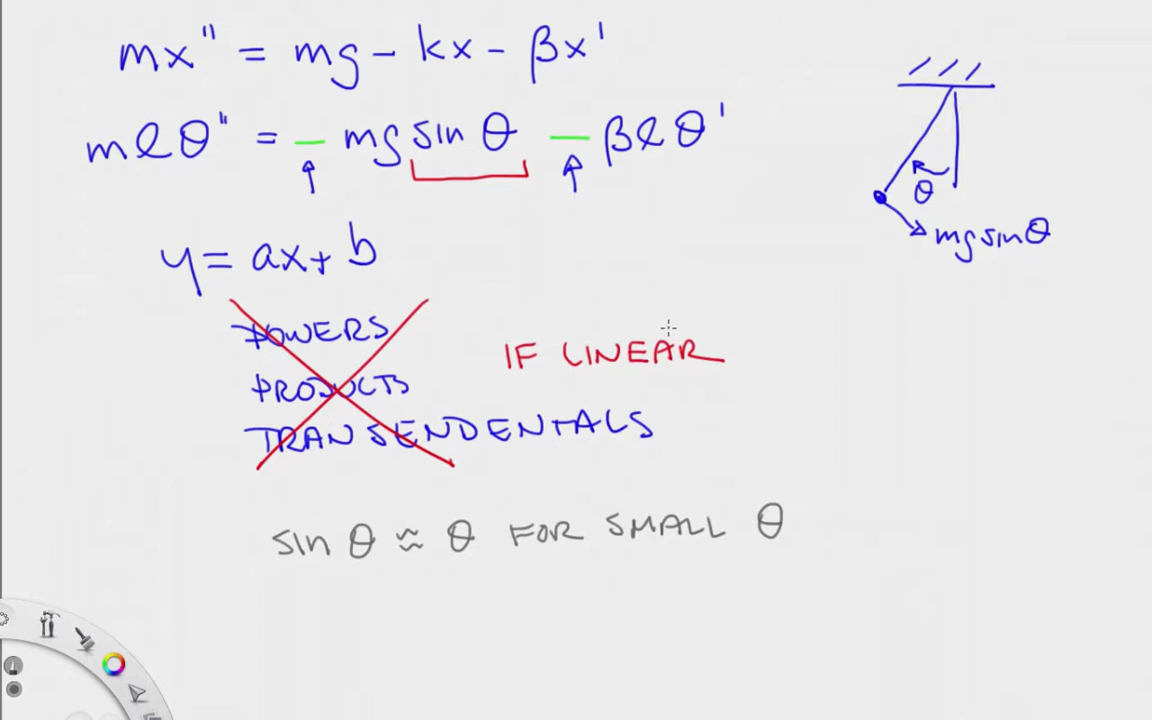 mx" = mg - kx - βx'
mlθ" = - mg sin θ - βlθ'
θ
mg sin θ
y = ax + b
POWERS
PRODUCTS
IF LINEAR
TRANSENDENTALS
sin θ ≈ θ FOR SMALL θ